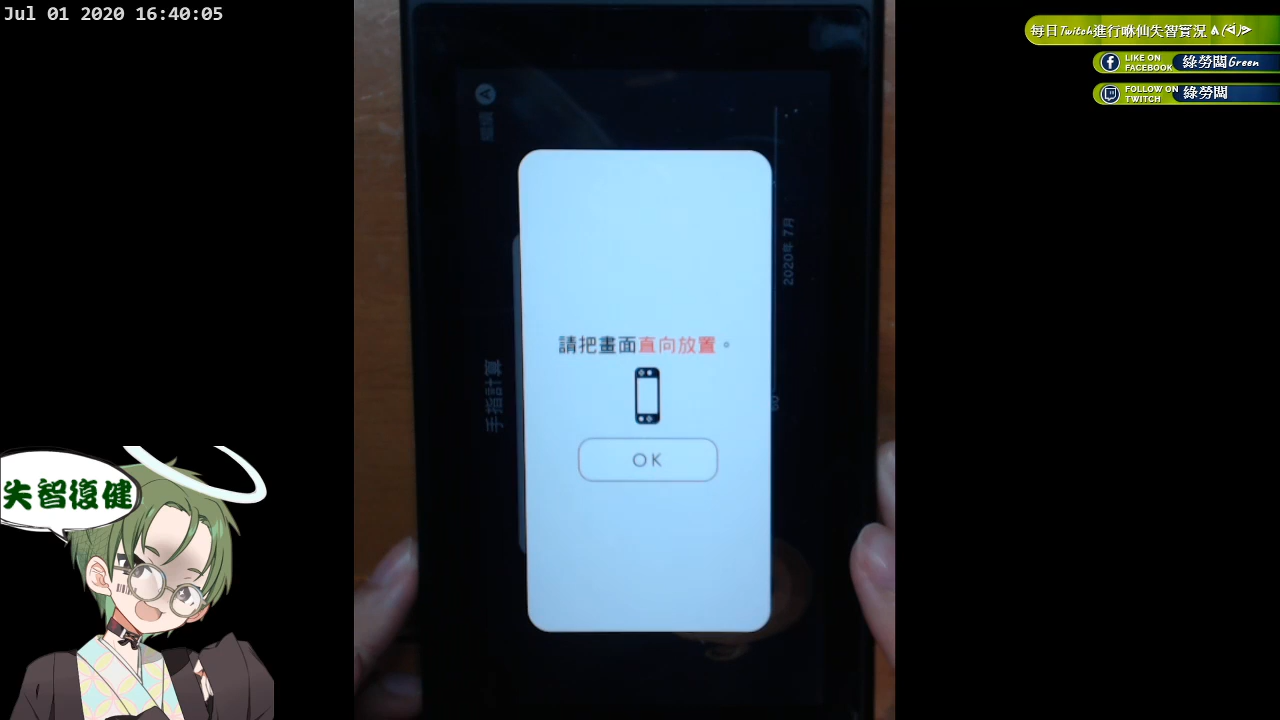 Jul 01 2020 16:40:05
每日Twitch進行咻仙失智實況
LIKE ON
FACEBOOK
綠勞闆Green
FOLLOW ON
TWITCH
綠勞闆
A
2020年 7月
請把畫面直向放置。
手指計算
60
OK
失智復健